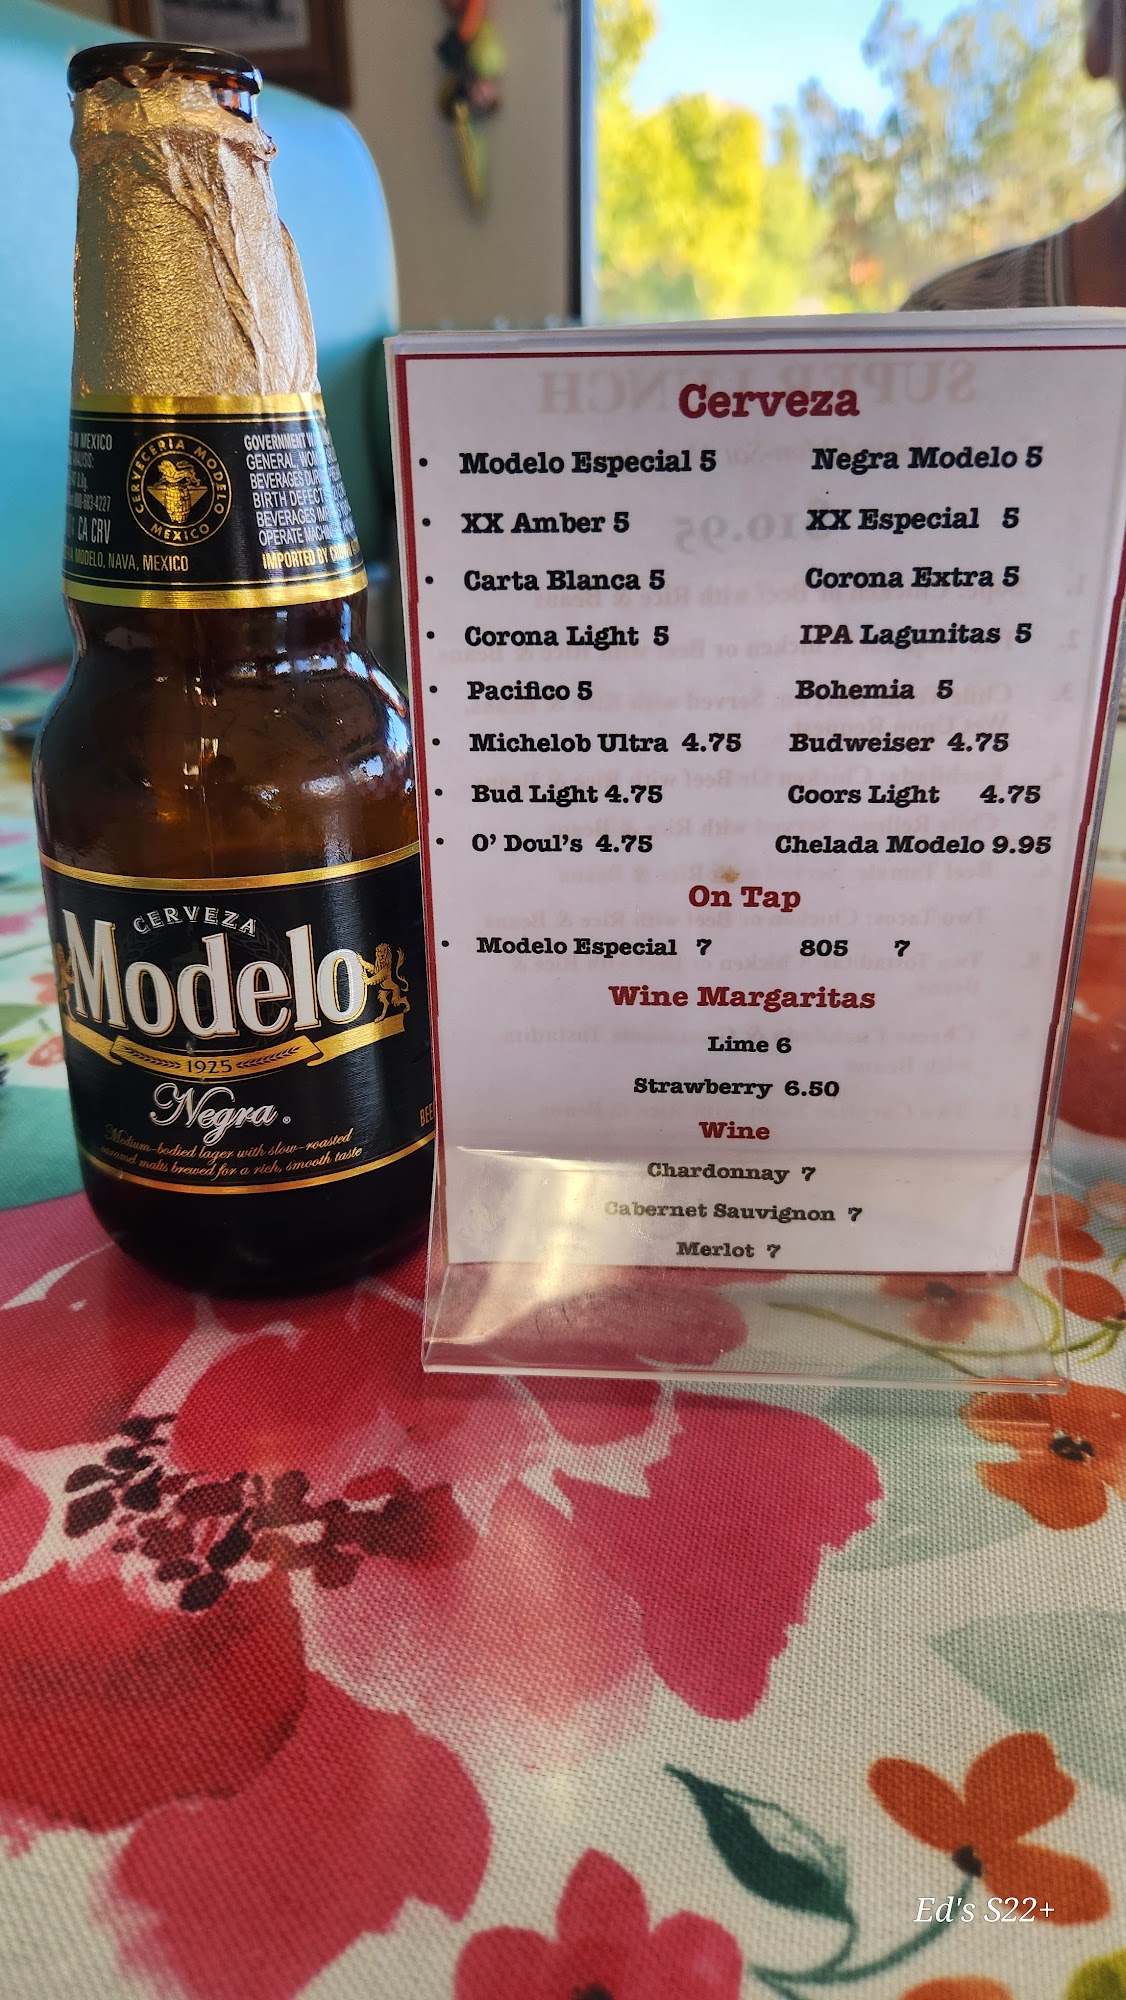 CERVECERIA MODELO
MEXICO
IN MEXICO
CA CRV
MODELO, NAVA, MEXICO
GOVERNMENT
GENERAL, WOM
BEVERAGES DUR
BIRTH DEFECT
BEVERAGES IMP
OPERATE MACHIN
IMPORTED BY
CERVEZA
Modelo
1925
Negra®
Medium-bodied lager with slow-roasted
caramel malts brewed for a rich, smooth taste
BEE
Cerveza
• Modelo Especial 5 Negra Modelo 5
• XX Amber 5 XX Especial 5
• Carta Blanca 5 Corona Extra 5
• Corona Light 5 IPA Lagunitas 5
• Pacifico 5 Bohemia 5
• Michelob Ultra 4.75 Budweiser 4.75
• Bud Light 4.75 Coors Light 4.75
• O' Doul's 4.75 Chelada Modelo 9.95
On Tap
• Modelo Especial 7 805 7
Wine Margaritas
Lime 6
Strawberry 6.50
Wine
Chardonnay 7
Cabernet Sauvignon 7
Merlot 7
Ed's S22+